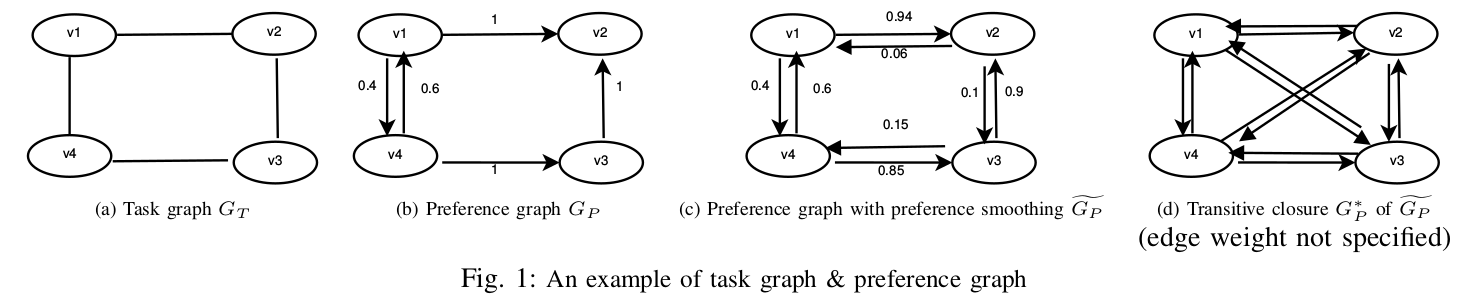 v1 v2
v4 v3
(a) Task graph G_T
1
v1 v2
0.4 0.6 1
v4 v3
1
(b) Preference graph G_P
0.94
v1 v2
0.06
0.4 0.6 0.1 0.9
0.15
v4 v3
0.85
(c) Preference graph with preference smoothing \widetilde{G_P}
v1 v2
v4 v3
(d) Transitive closure G_P^* of \widetilde{G_P}
(edge weight not specified)
Fig. 1: An example of task graph & preference graph